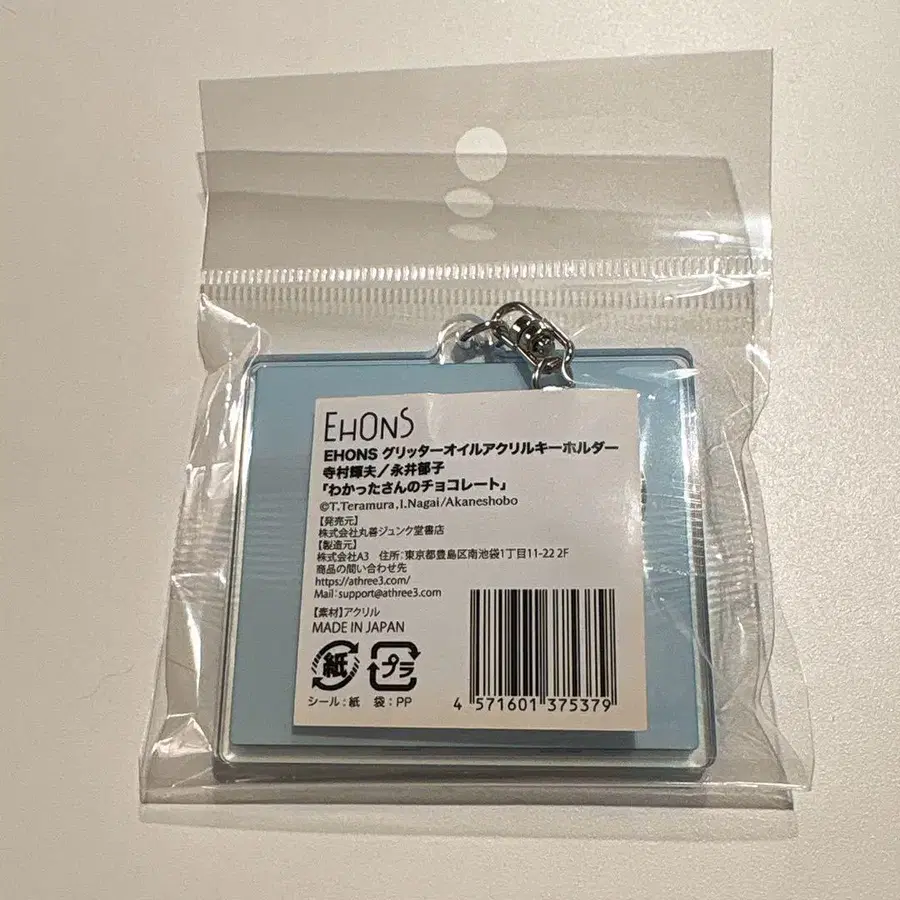 EHONS
EHONS グリッターオイルアクリルキーホルダー
寺村輝夫／永井郁子
「わかったさんのチョコレート」
©T.Teramura,I.Nagai/Akaneshobo
【発売元】
株式会社丸善ジュンク堂書店
【製造元】
株式会社A3 住所:東京都豊島区南池袋1丁目11-22 2F
商品の問い合わせ先
https://athree3.com/
Mail:support@athree3.com
【素材】アクリル
MADE IN JAPAN
紙 プラ
シール:紙 袋:PP
4 571601 375379